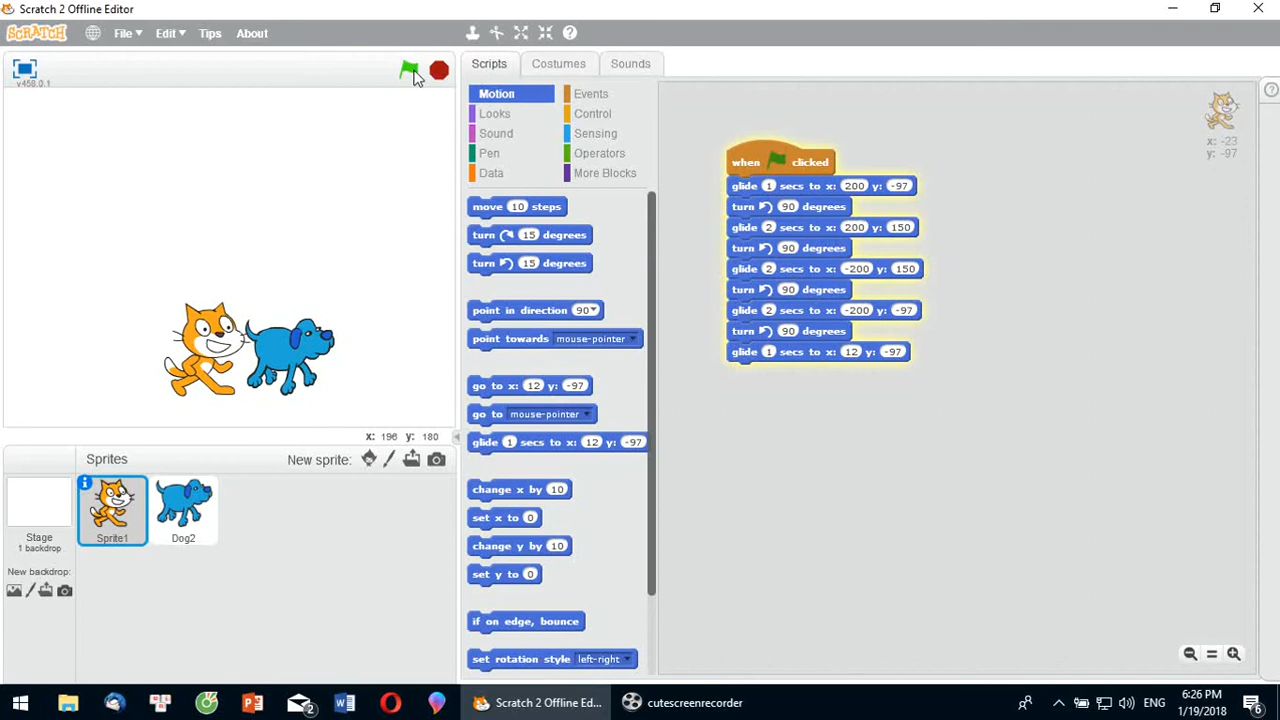 Scratch 2 Offline Editor
SCRATCH File Edit Tips About
v458.0.1
Scripts Costumes Sounds
Motion Events
Looks Control
Sound Sensing
Pen Operators
Data More Blocks
move 10 steps
turn 15 degrees
turn 15 degrees
point in direction 90
point towards mouse-pointer
go to x: 12 y: -97
go to mouse-pointer
glide 1 secs to x: 12 y: -97
change x by 10
set x to 0
change y by 10
set y to 0
if on edge, bounce
set rotation style left-right
when clicked
glide 1 secs to x: 200 y: -97
turn 90 degrees
glide 2 secs to x: 200 y: 150
turn 90 degrees
glide 2 secs to x: -200 y: 150
turn 90 degrees
glide 2 secs to x: -200 y: -97
turn 90 degrees
glide 1 secs to x: 12 y: -97
x: -23
y: -97
x: 196 y: 180
Sprites New sprite:
Stage
1 backdrop
Sprite1
Dog2
New backdrop:
Scratch 2 Offline Ed...
cutescreenrecorder
2
ENG
6:26 PM
1/19/2018
6